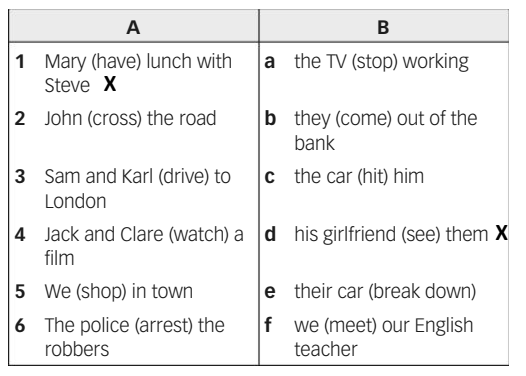 A B
1 Mary (have) lunch with a the TV (stop) working
Steve X
2 John (cross) the road b they (come) out of the
bank
3 Sam and Karl (drive) to c the car (hit) him
London
4 Jack and Clare (watch) a d his girlfriend (see) them X
film
5 We (shop) in town e their car (break down)
6 The police (arrest) the f we (meet) our English
robbers teacher